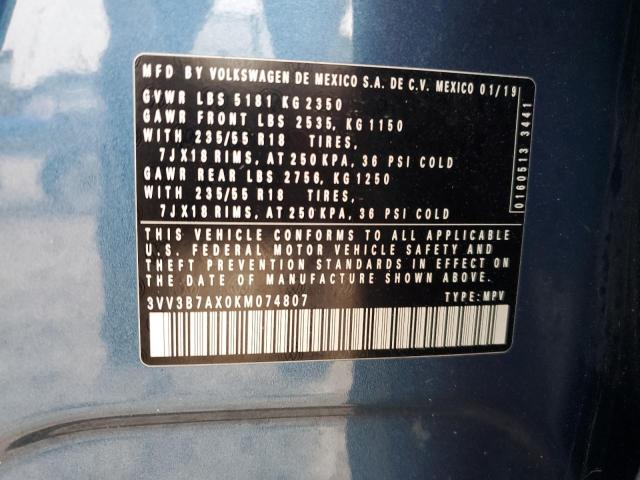 MFD BY VOLKSWAGEN DE MEXICO S.A. DE C.V. MEXICO 01/19
GVWR LBS 5181 KG 2350
GAWR FRONT LBS 2535, KG 1150
WITH 235/55 R18 TIRES,
7JX18 RIMS, AT 250 KPA, 36 PSI COLD
GAWR REAR LBS 2756, KG 1250
WITH 235/55 R18 TIRES,
7JX18 RIMS, AT 250 KPA, 36 PSI COLD
THIS VEHICLE CONFORMS TO ALL APPLICABLE
U.S. FEDERAL MOTOR VEHICLE SAFETY AND
THEFT PREVENTION STANDARDS IN EFFECT ON
THE DATE OF MANUFACTURE SHOWN ABOVE.
3VV3B7AX0KM074807 TYPE: MPV
0160513 3441